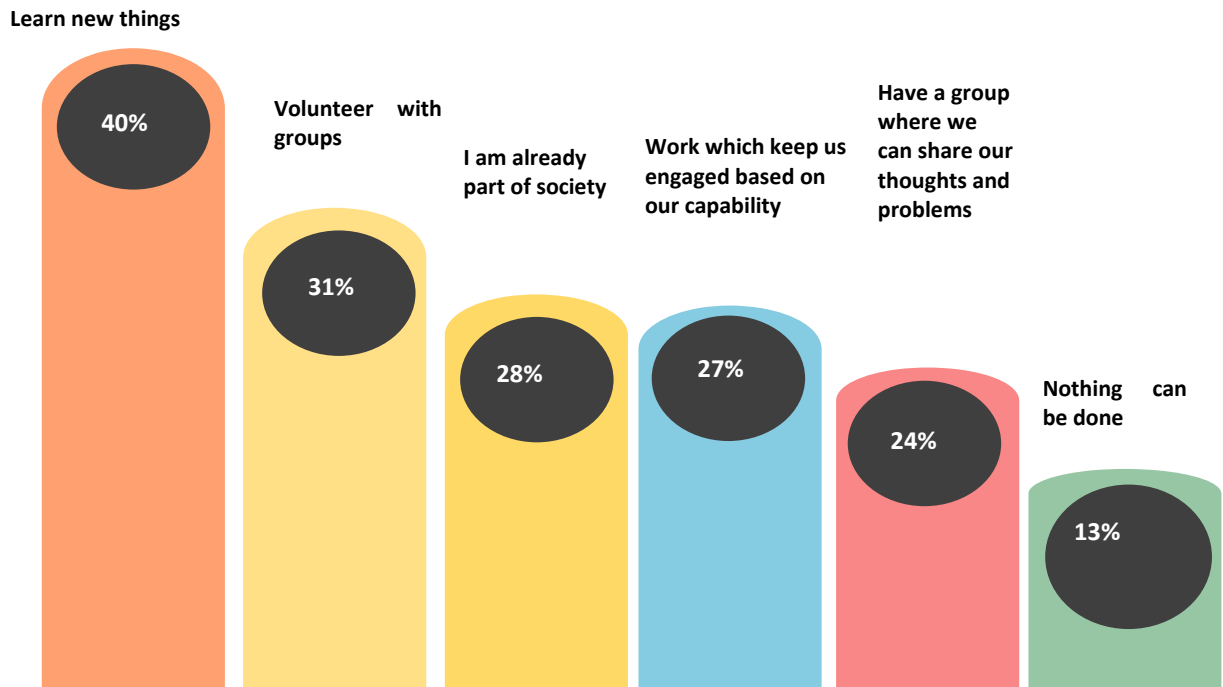 Learn new things
40%
Volunteer with
groups
31%
I am already
part of society
28%
Work which keep us
engaged based on
our capability
27%
Have a group
where we
can share our
thoughts and
problems
24%
Nothing can
be done
13%